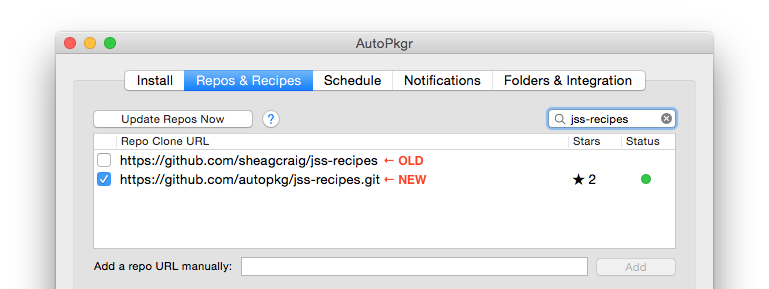 AutoPkgr
Install Repos & Recipes Schedule Notifications Folders & Integration
Update Repos Now ? jss-recipes
Repo Clone URL Stars Status
https://github.com/sheagcraig/jss-recipes ← OLD
https://github.com/autopkg/jss-recipes.git ← NEW ★ 2
Add a repo URL manually: Add